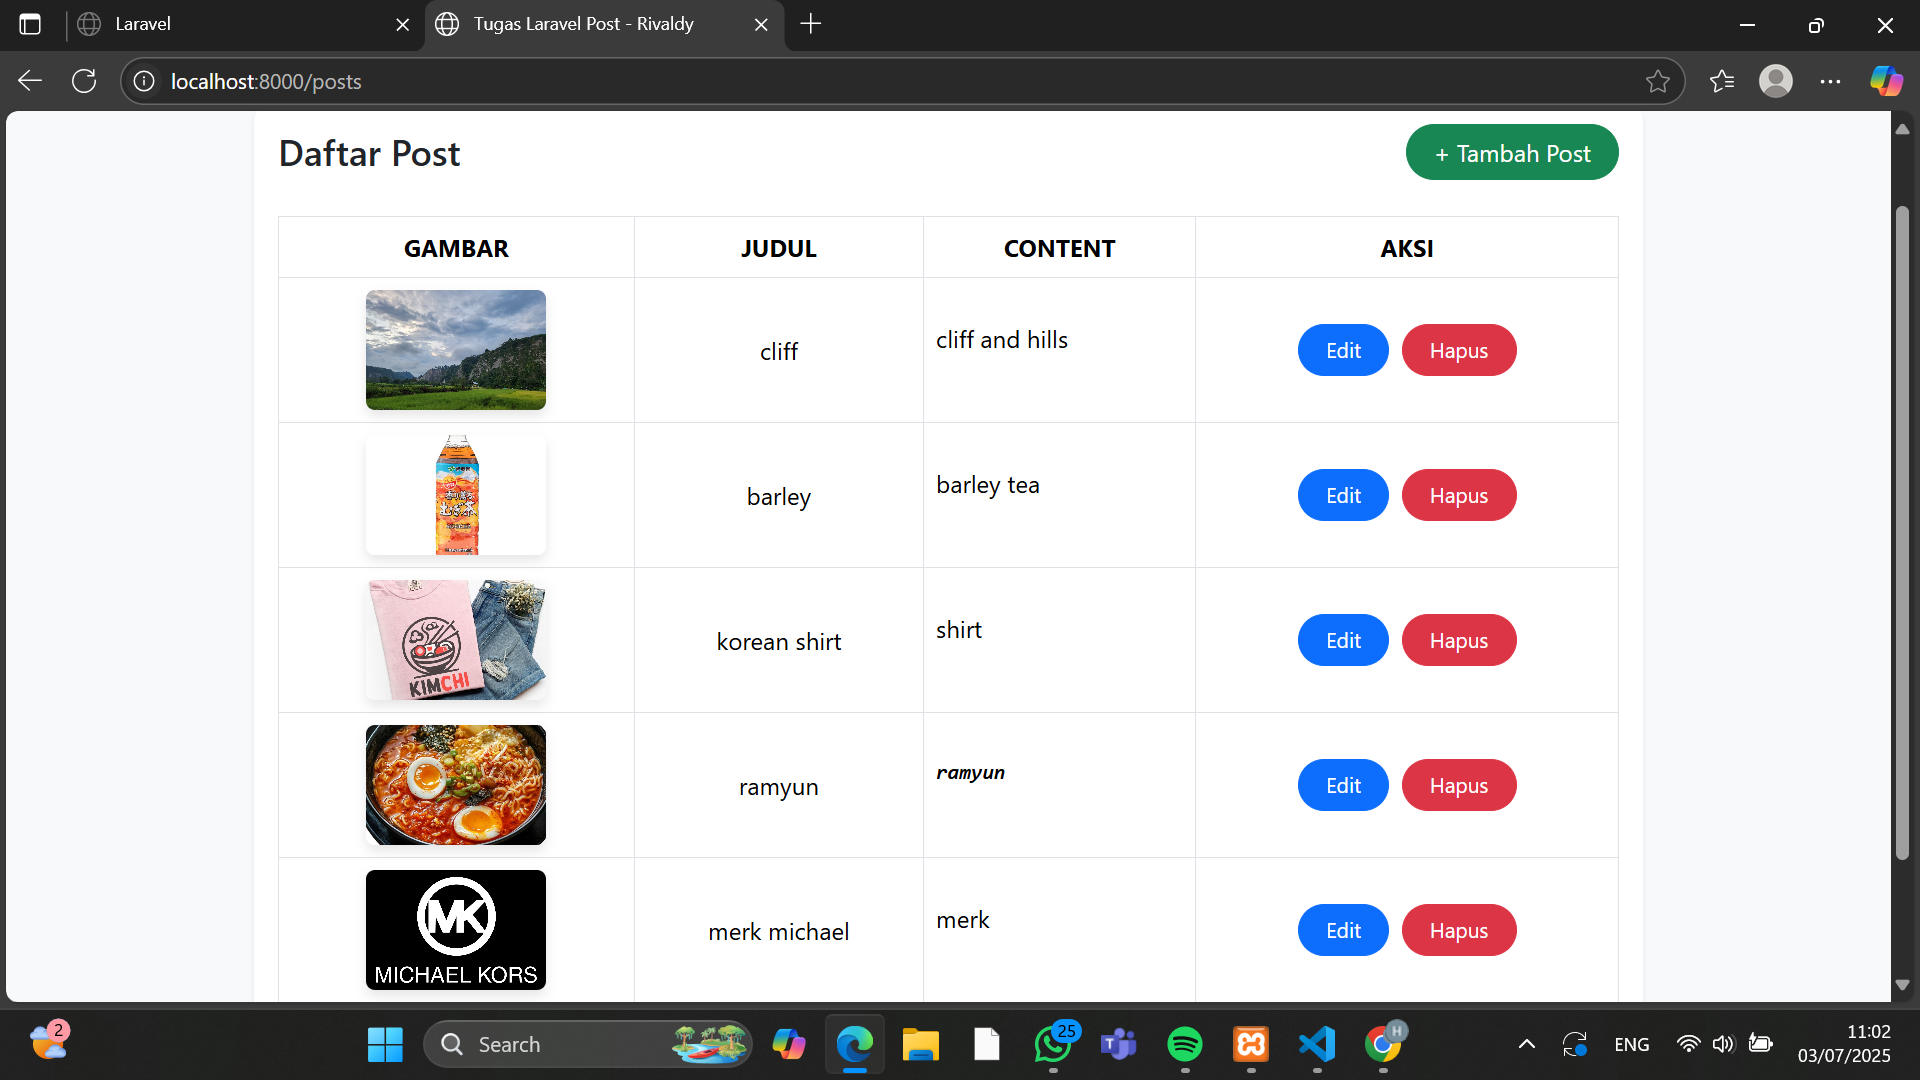 Laravel
Tugas Laravel Post - Rivaldy
localhost:8000/posts
Daftar Post
+ Tambah Post
GAMBAR JUDUL CONTENT AKSI
cliff cliff and hills Edit Hapus
barley barley tea Edit Hapus
KIMCHI
korean shirt shirt Edit Hapus
ramyun ramyun Edit Hapus
MK
MICHAEL KORS
merk michael merk Edit Hapus
2
Search
25
H
ENG
11:02
03/07/2025